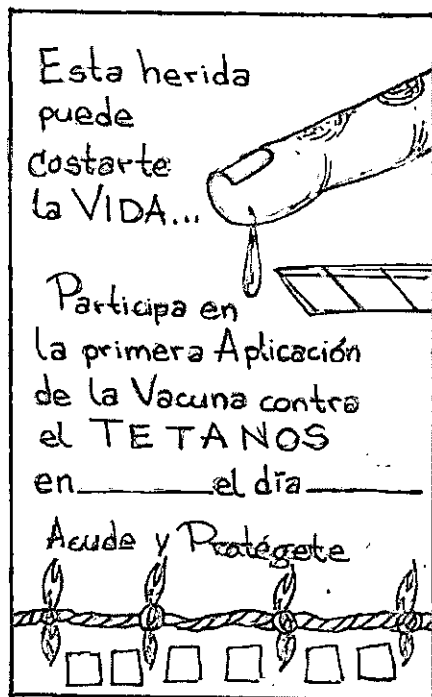 Esta herida
puede
costarte
la VIDA...
Participa en
la primera Aplicación
de la Vacuna contra
el TETANOS
en______el día______
Acude y Protégete